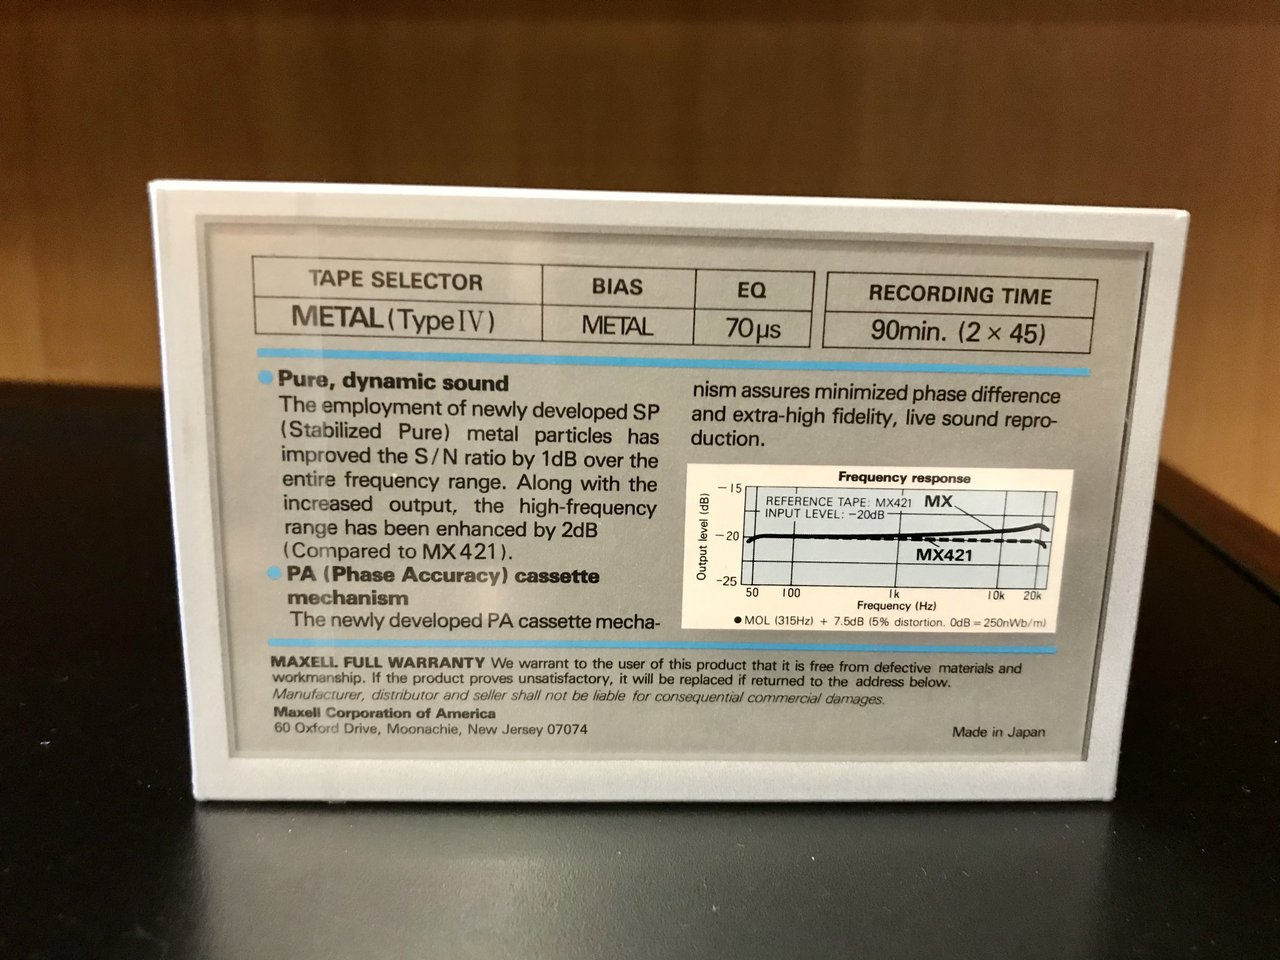 TAPE SELECTOR BIAS EQ RECORDING TIME
METAL (Type IV) METAL 70μs 90min. (2 × 45)
● Pure, dynamic sound
The employment of newly developed SP
(Stabilized Pure) metal particles has
improved the S/N ratio by 1dB over the
entire frequency range. Along with the
increased output, the high-frequency
range has been enhanced by 2dB
(Compared to MX421).
● PA (Phase Accuracy) cassette
mechanism
The newly developed PA cassette mecha-
nism assures minimized phase difference
and extra-high fidelity, live sound repro-
duction.
Frequency response
REFERENCE TAPE: MX421 MX
INPUT LEVEL: -20dB
MX421
Output level (dB)
-15
-20
-25
50 100 1k 10k 20k
Frequency (Hz)
● MOL (315Hz) + 7.5dB (5% distortion. 0dB = 250nWb/m)
MAXELL FULL WARRANTY We warrant to the user of this product that it is free from defective materials and
workmanship. If the product proves unsatisfactory, it will be replaced if returned to the address below.
Manufacturer, distributor and seller shall not be liable for consequential commercial damages.
Maxell Corporation of America
60 Oxford Drive, Moonachie, New Jersey 07074
Made in Japan